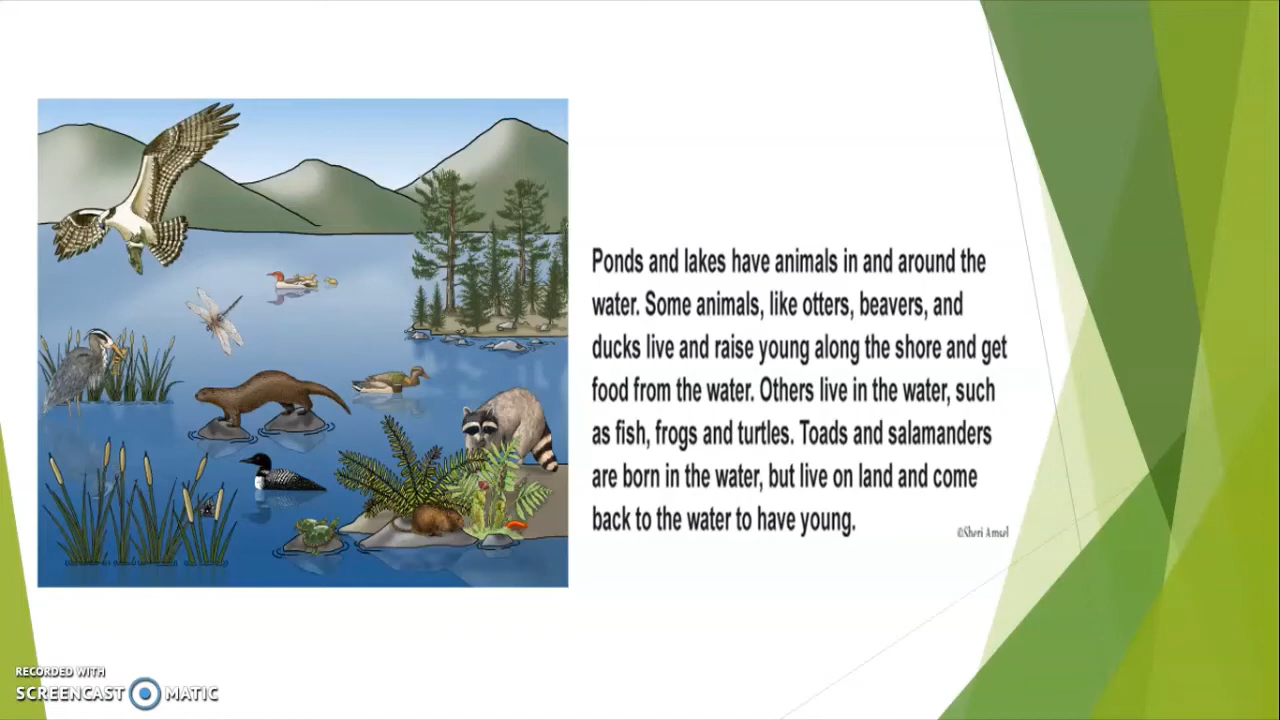 Ponds and lakes have animals in and around the
water. Some animals, like otters, beavers, and
ducks live and raise young along the shore and get
food from the water. Others live in the water, such
as fish, frogs and turtles. Toads and salamanders
are born in the water, but live on land and come
back to the water to have young.
©Sheri Amsel
RECORDED WITH
SCREENCAST MATIC